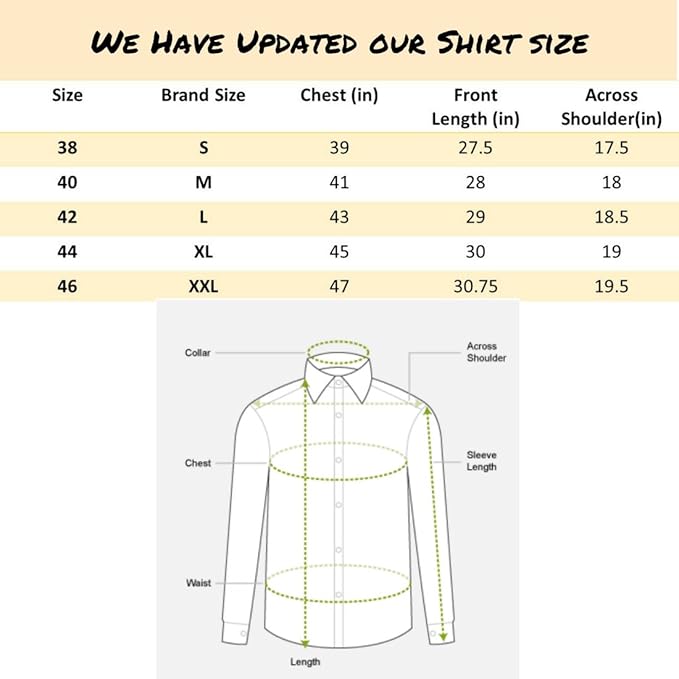 We Have Updated our Shirt size
Size Brand Size Chest (in) Front Length (in) Across Shoulder(in)
38 S 39 27.5 17.5
40 M 41 28 18
42 L 43 29 18.5
44 XL 45 30 19
46 XXL 47 30.75 19.5
Collar
Across
Shoulder
Chest
Sleeve
Length
Waist
Length